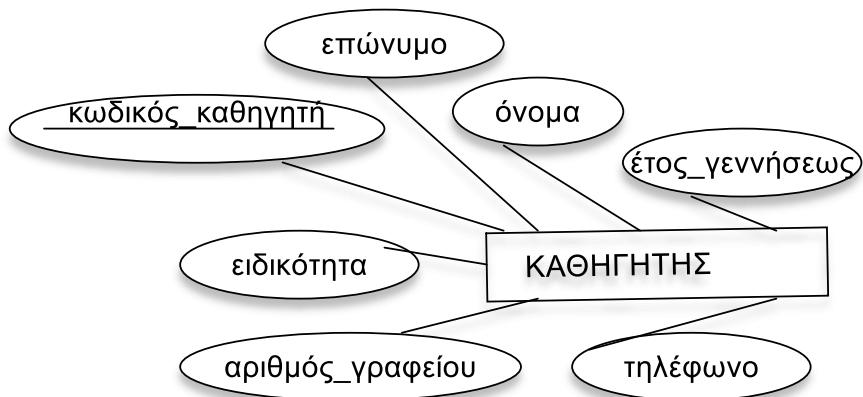 επώνυμο
κωδικός_καθηγητή
όνομα
έτος_γεννήσεως
ειδικότητα
ΚΑΘΗΓΗΤΗΣ
αριθμός_γραφείου
τηλέφωνο